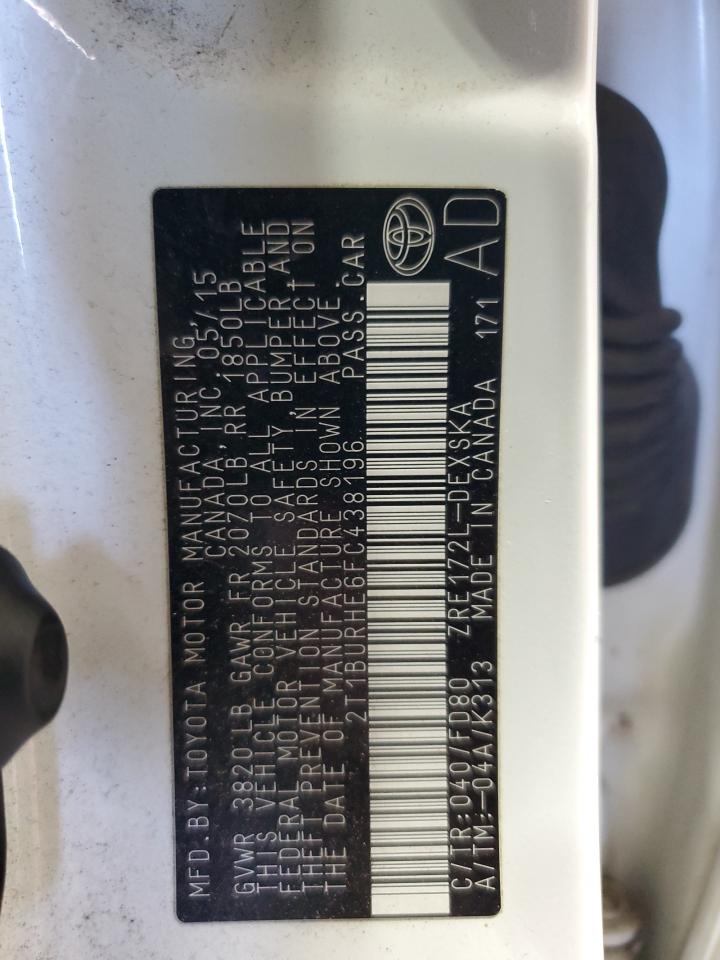 MFD.BY:TOYOTA MOTOR MANUFACTURING,
CANADA, INC.05/15
GVWR 3820LB GAWR FR 2070LB RR 1850LB
THIS VEHICLE CONFORMS TO ALL APPLICABLE
FEDERAL MOTOR VEHICLE SAFETY, BUMPER, AND
THEFT PREVENTION STANDARDS IN EFFECT ON
THE DATE OF MANUFACTURE SHOWN ABOVE.
2T1BURHE6FC438196 PASS.CAR
C/TR:040/FD80 ZRE172L-DEXSKA
A/TM:-04A/K313 MADE IN CANADA 171 AD